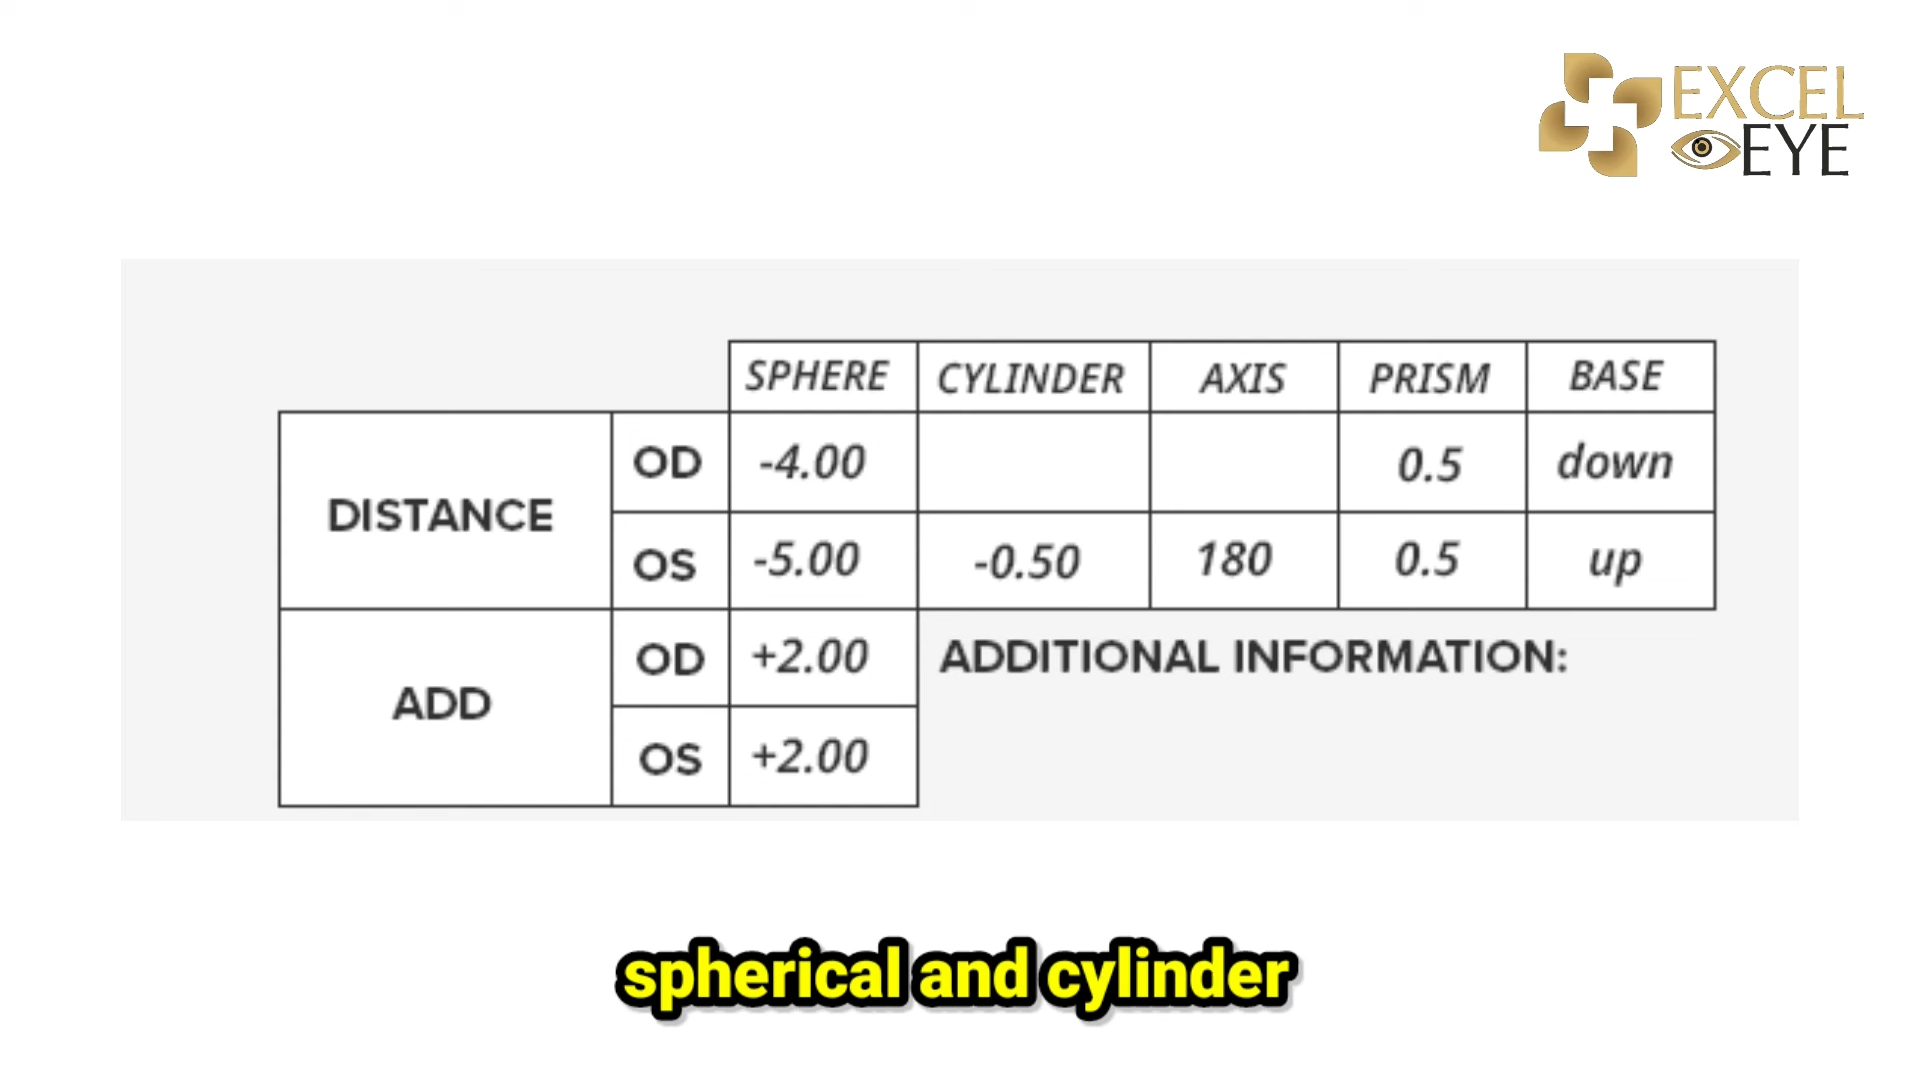 EXCEL
EYE
SPHERE CYLINDER AXIS PRISM BASE
DISTANCE OD -4.00 0.5 down
OS -5.00 -0.50 180 0.5 up
ADD OD +2.00 ADDITIONAL INFORMATION:
OS +2.00
spherical and cylinder